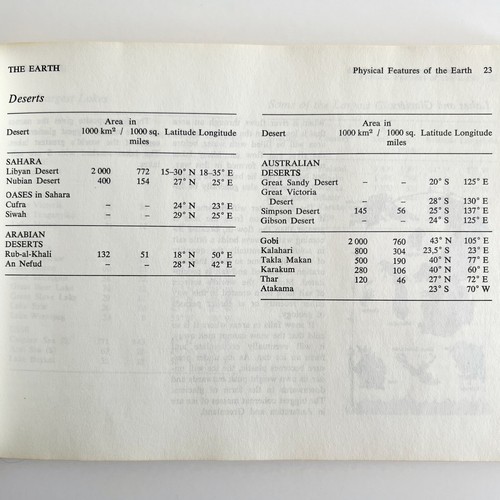 THE EARTH
Physical Features of the Earth 23
Deserts
Area in
Desert 1000 km² / 1000 sq. Latitude Longitude
miles
SAHARA
Libyan Desert 2 000 772 15–30° N 18–35° E
Nubian Desert 400 154 27° N 25° E
OASES in Sahara
Cufra – – 24° N 23° E
Siwah – – 29° N 25° E
ARABIAN
DESERTS
Rub-al-Khali 132 51 18° N 50° E
An Nefud – – 28° N 42° E
Area in
Desert 1000 km² / 1000 sq. Latitude Longitude
miles
AUSTRALIAN
DESERTS
Great Sandy Desert – – 20° S 125° E
Great Victoria
Desert – – 28° S 130° E
Simpson Desert 145 56 25° S 137° E
Gibson Desert – – 24° S 125° E
Gobi 2 000 760 43° N 105° E
Kalahari 800 304 23,5° S 23° E
Takla Makan 500 190 40° N 77° E
Karakum 280 106 40° N 60° E
Thar 120 46 27° N 72° E
Atakama 23° S 70° W